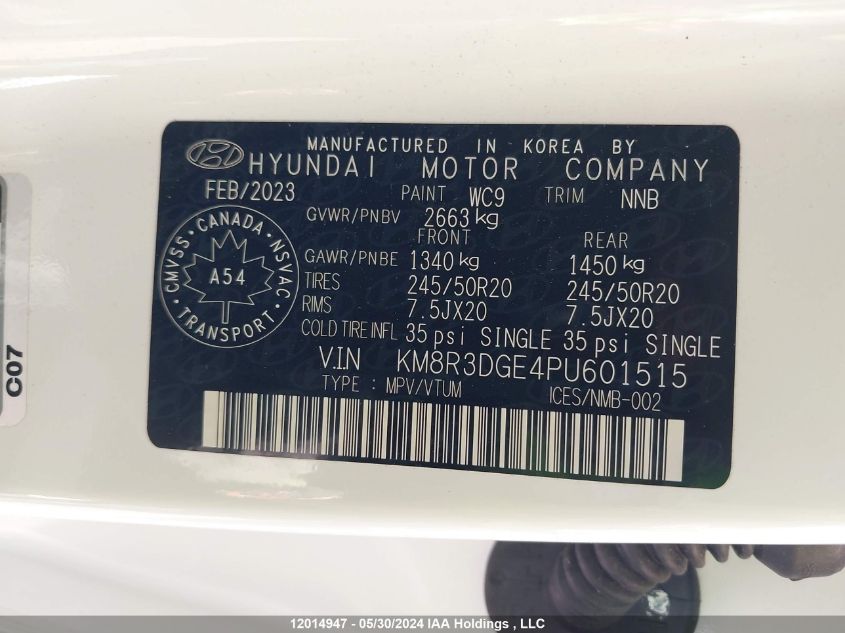 MANUFACTURED IN KOREA BY
HYUNDAI MOTOR COMPANY
FEB/2023 PAINT WC9 TRIM NNB
GVWR/PNBV 2663 kg
FRONT REAR
GAWR/PNBE 1340 kg 1450 kg
TIRES 245/50R20 245/50R20
RIMS 7.5JX20 7.5JX20
COLD TIRE INFL 35 psi SINGLE 35 psi SINGLE
V.I.N KM8R3DGE4PU601515
TYPE : MPV/VTUM ICES/NMB-002
CANADA
CMVSS NSVAC
A54
TRANSPORT
C07
12014947 - 05/30/2024 IAA Holdings , LLC